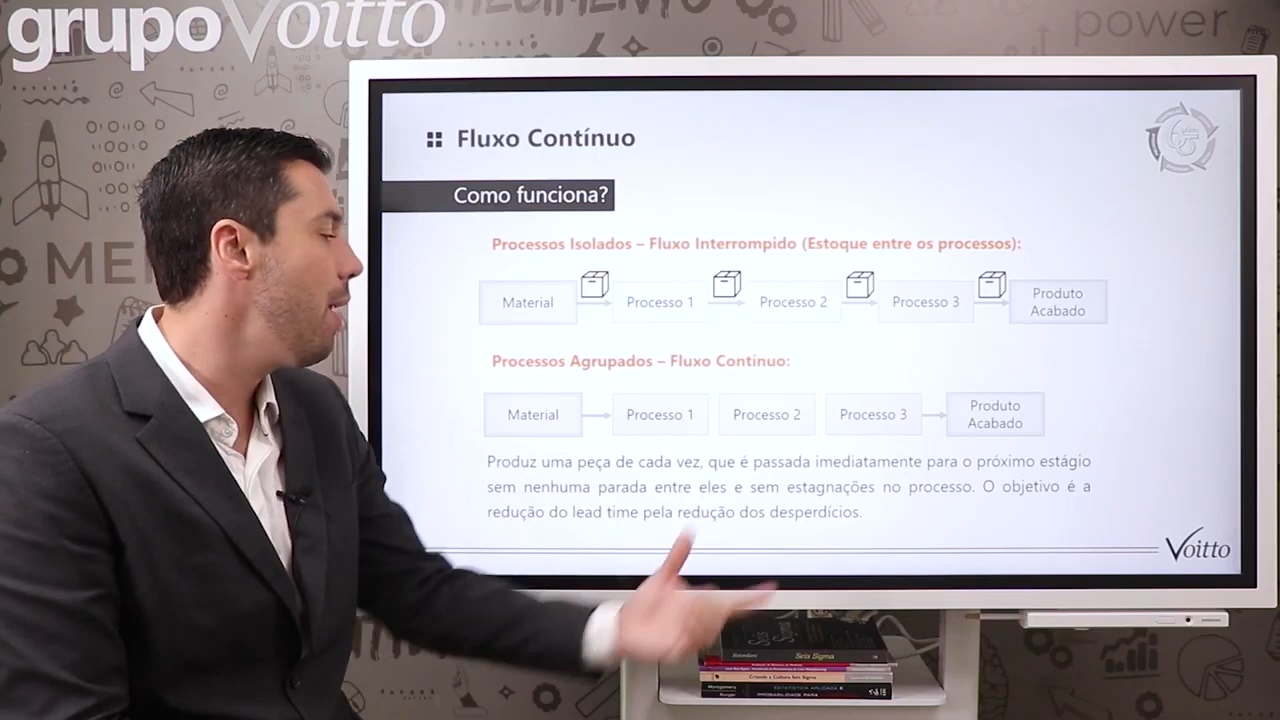 grupo Voitto
power
Fluxo Contínuo
Como funciona?
Processos Isolados – Fluxo Interrompido (Estoque entre os processos):
Material
Processo 1
Processo 2
Processo 3
Produto
Acabado
Processos Agrupados – Fluxo Contínuo:
Material
Processo 1
Processo 2
Processo 3
Produto
Acabado
Produz uma peça de cada vez, que é passada imediatamente para o próximo estágio
sem nenhuma parada entre eles e sem estagnações no processo. O objetivo é a
redução do lead time pela redução dos desperdícios.
Voitto
Seis Sigma
Criando a Cultura Seis Sigma
Montgomery
Runger
ESTATÍSTICA APLICADA E
PROBABILIDADE PARA